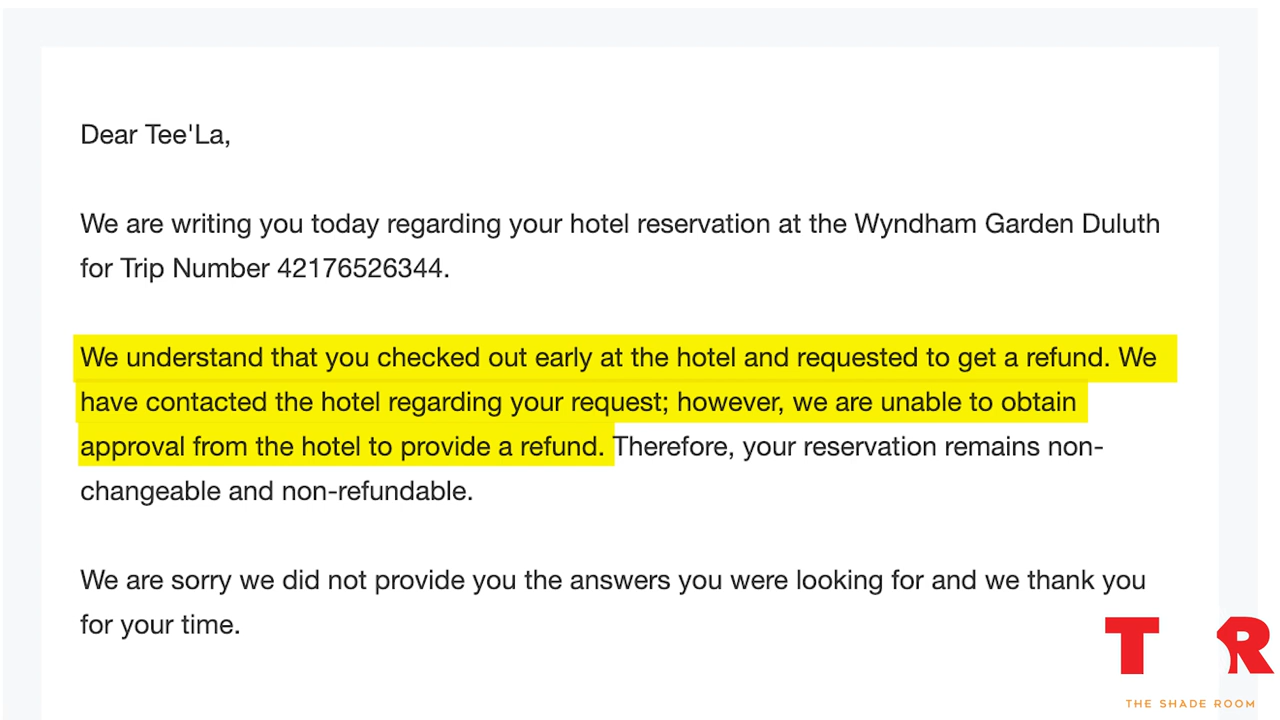 Dear Tee'La,
We are writing you today regarding your hotel reservation at the Wyndham Garden Duluth
for Trip Number 42176526344.
We understand that you checked out early at the hotel and requested to get a refund. We
have contacted the hotel regarding your request; however, we are unable to obtain
approval from the hotel to provide a refund. Therefore, your reservation remains non-
changeable and non-refundable.
We are sorry we did not provide you the answers you were looking for and we thank you
for your time.
T R
THE SHADE ROOM